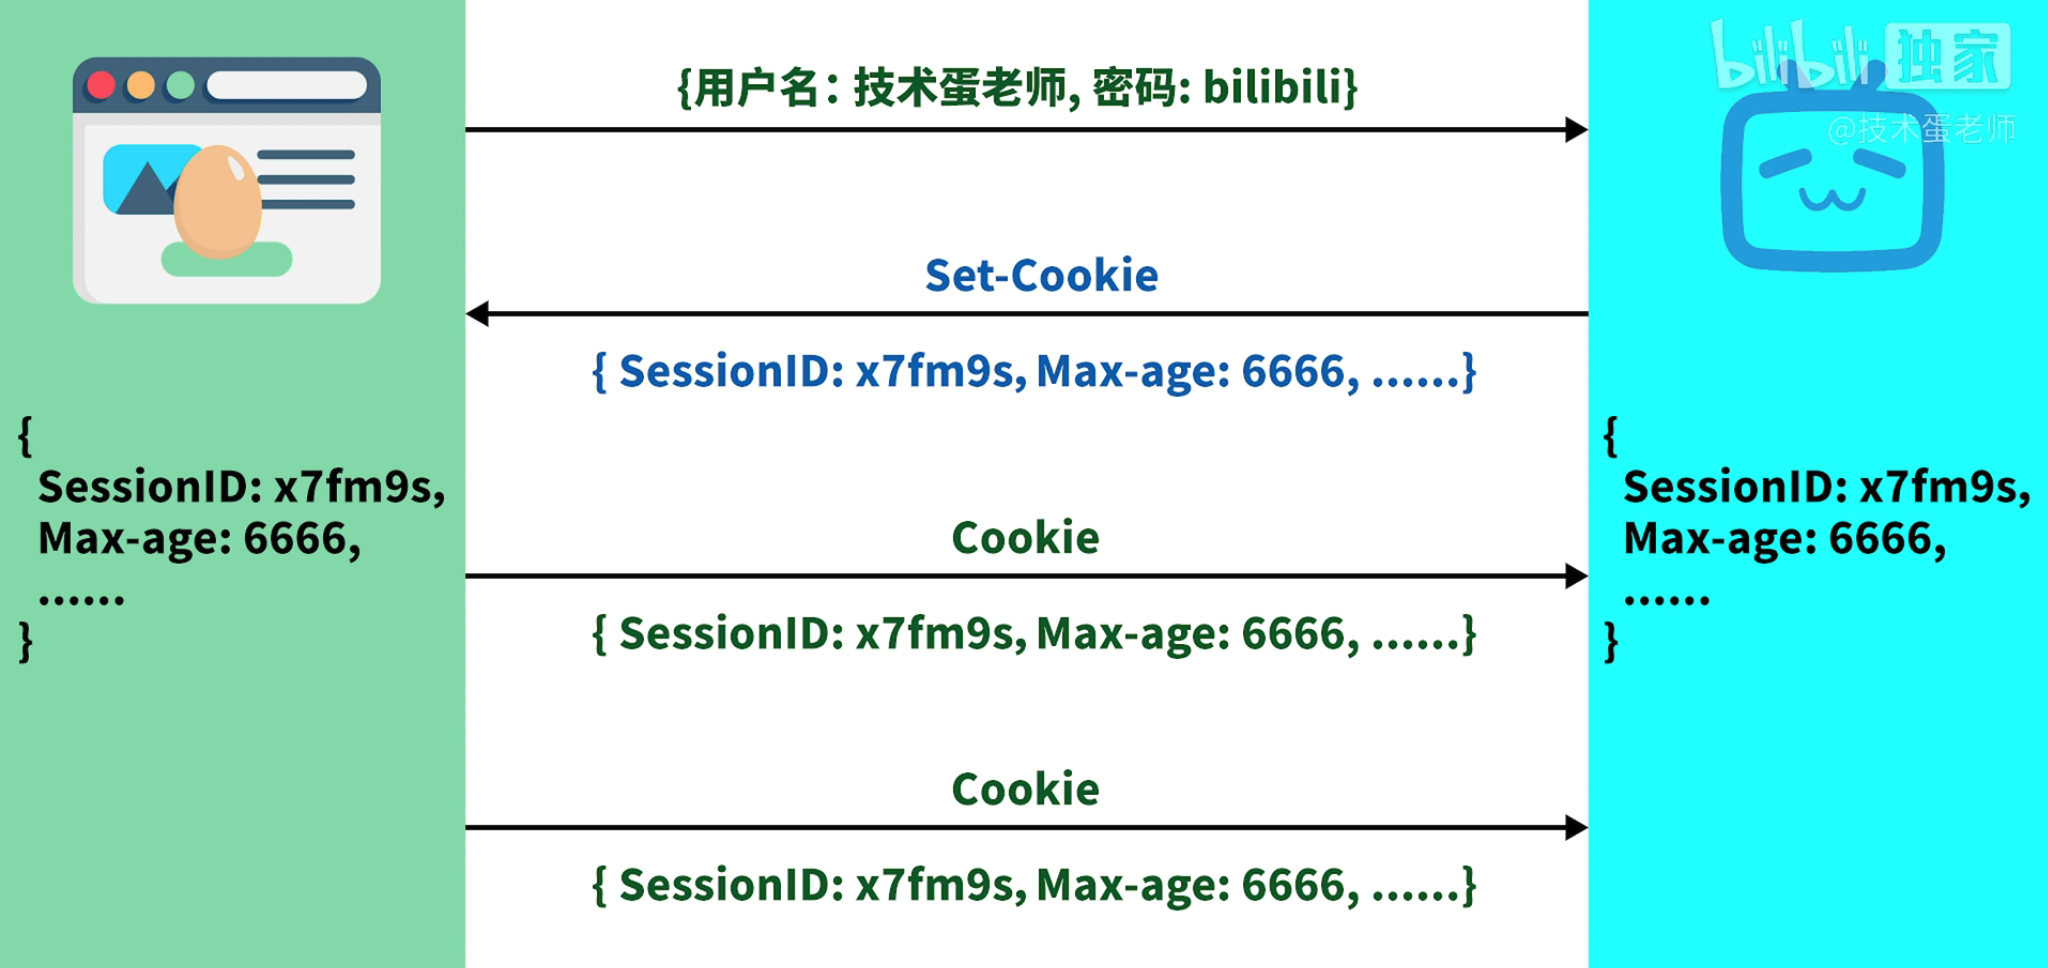 bilibili 独家
@技术蛋老师
{用户名：技术蛋老师, 密码: bilibili}
Set-Cookie
{ SessionID: x7fm9s, Max-age: 6666, ......}
{
SessionID: x7fm9s,
Max-age: 6666,
......
}
Cookie
{ SessionID: x7fm9s, Max-age: 6666, ......}
Cookie
{ SessionID: x7fm9s, Max-age: 6666, ......}
{
SessionID: x7fm9s,
Max-age: 6666,
......
}